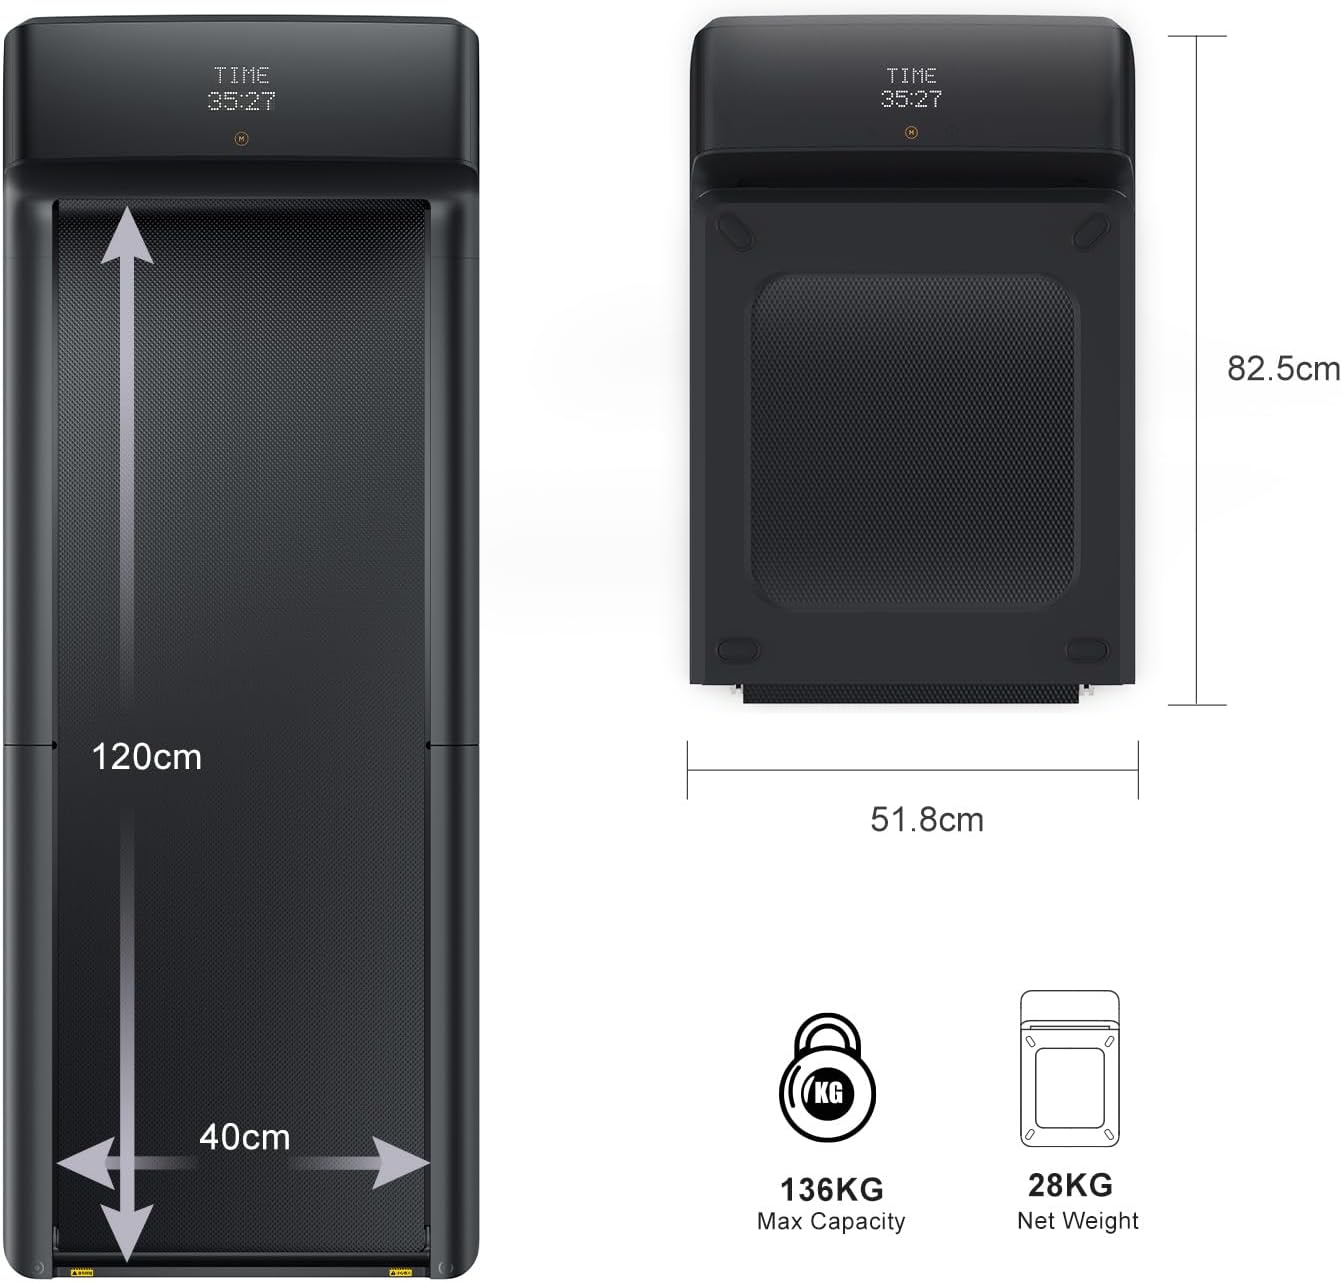 TIME
35:27
M
120cm
40cm
TIME
35:27
M
82.5cm
51.8cm
KG
136KG
Max Capacity
28KG
Net Weight